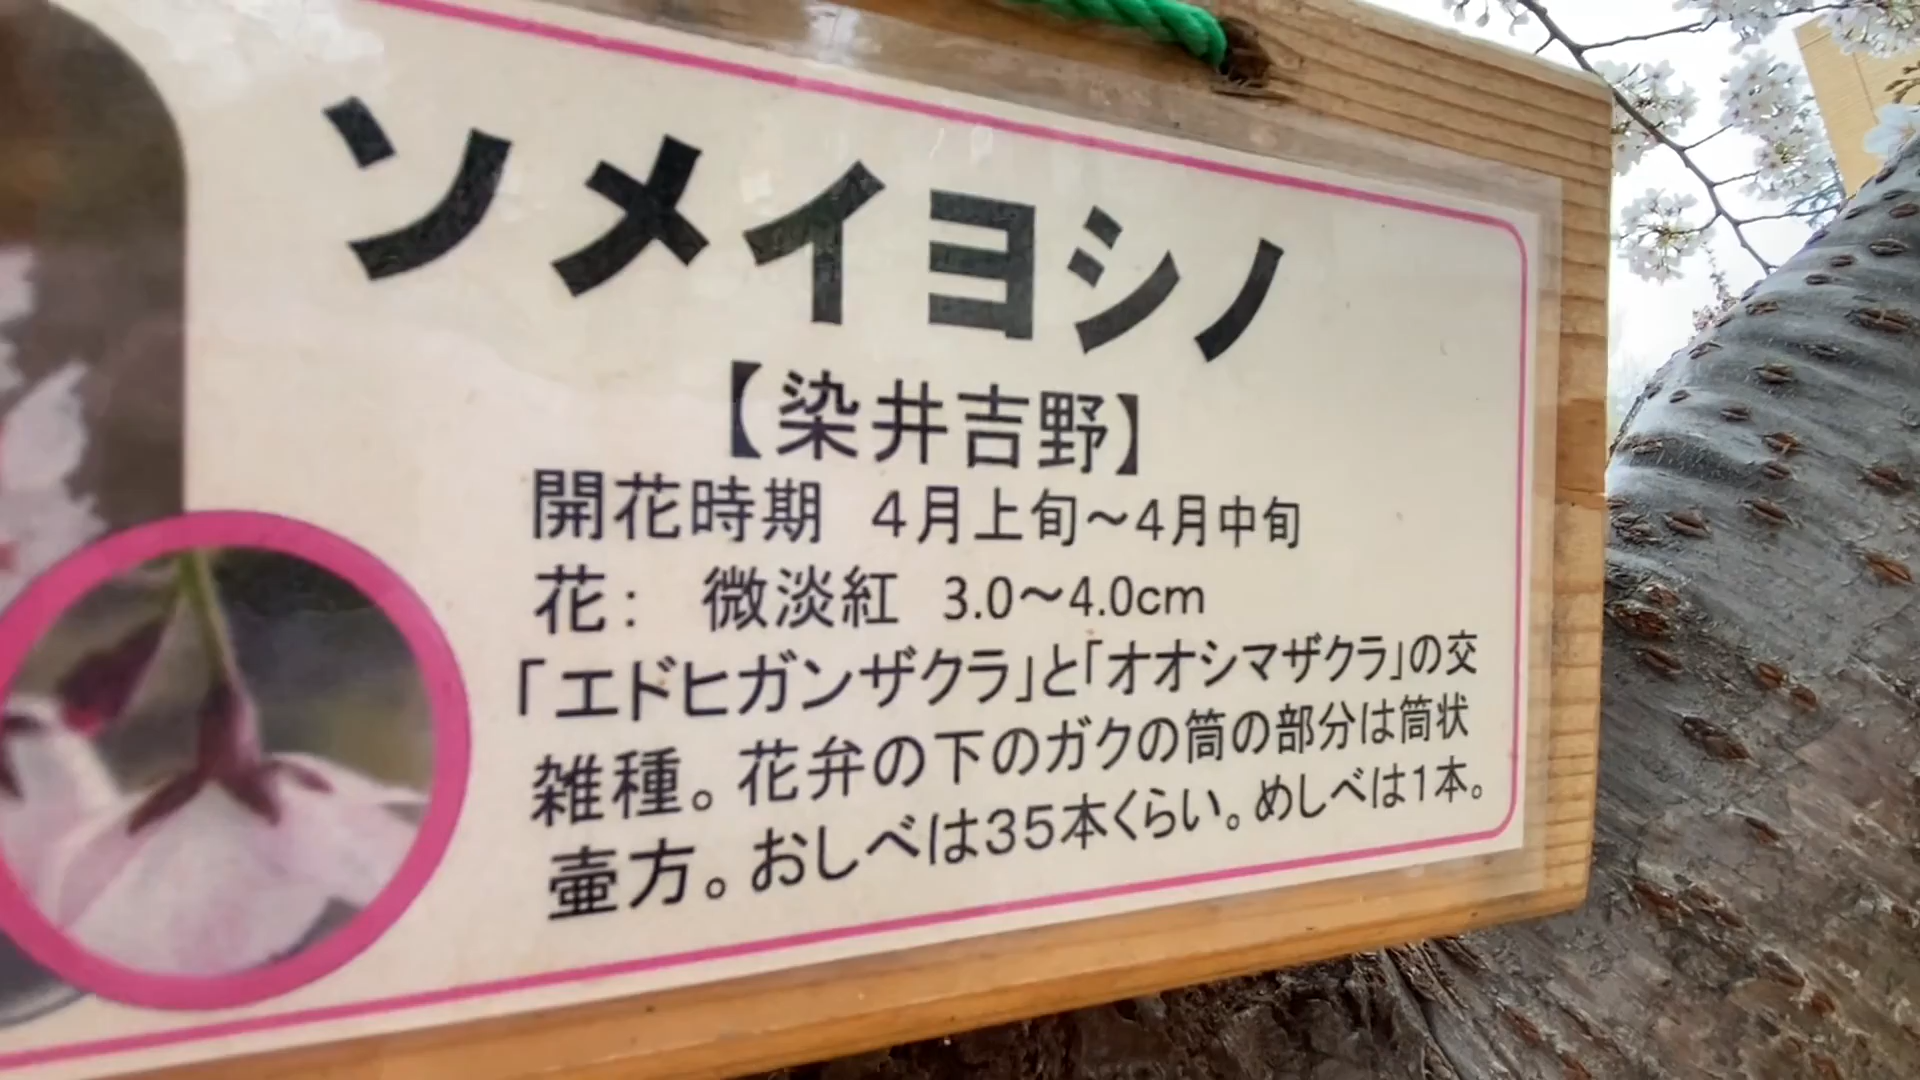 ソメイヨシノ
【染井吉野】
開花時期 4月上旬～4月中旬
花: 微淡紅 3.0～4.0cm
「エドヒガンザクラ」と「オオシマザクラ」の交
雑種。花弁の下のガクの筒の部分は筒状
壷方。おしべは35本くらい。めしべは1本。